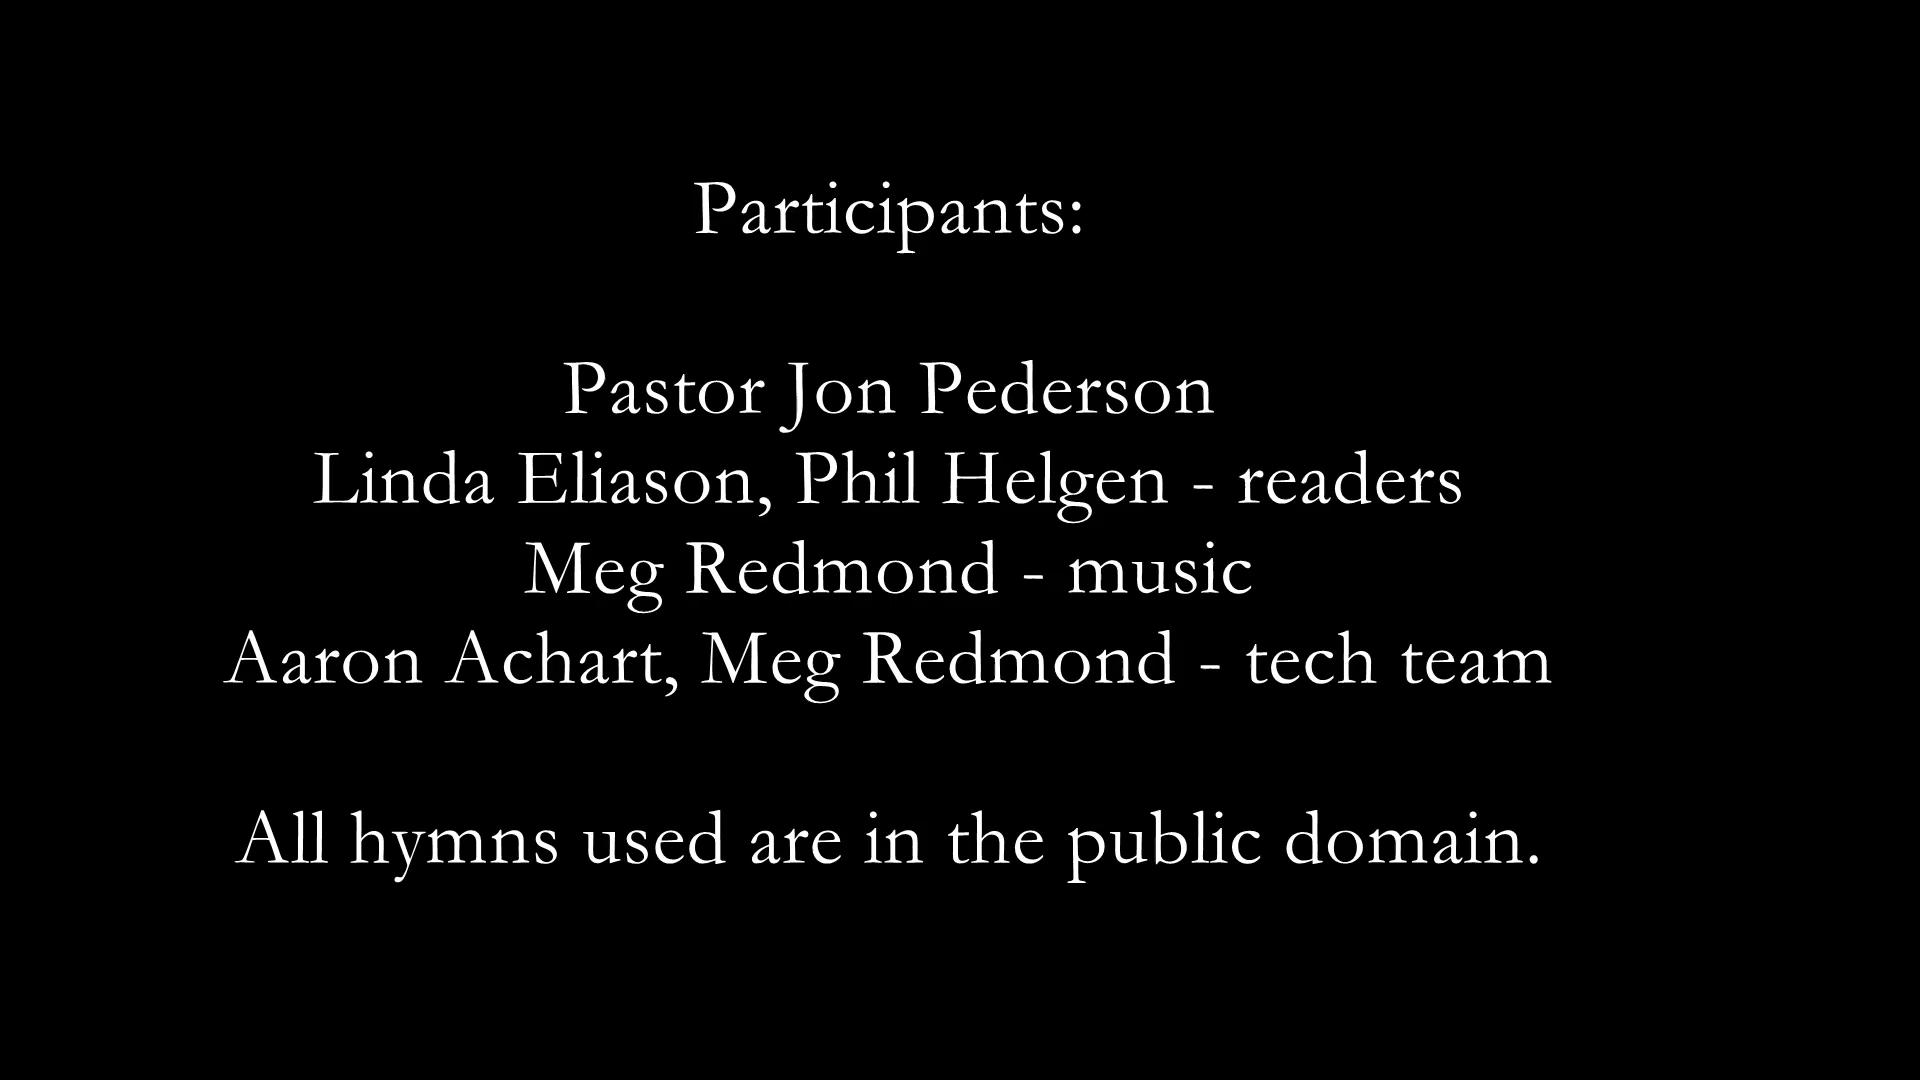 Participants:
Pastor Jon Pederson
Linda Eliason, Phil Helgen - readers
Meg Redmond - music
Aaron Achart, Meg Redmond - tech team
All hymns used are in the public domain.